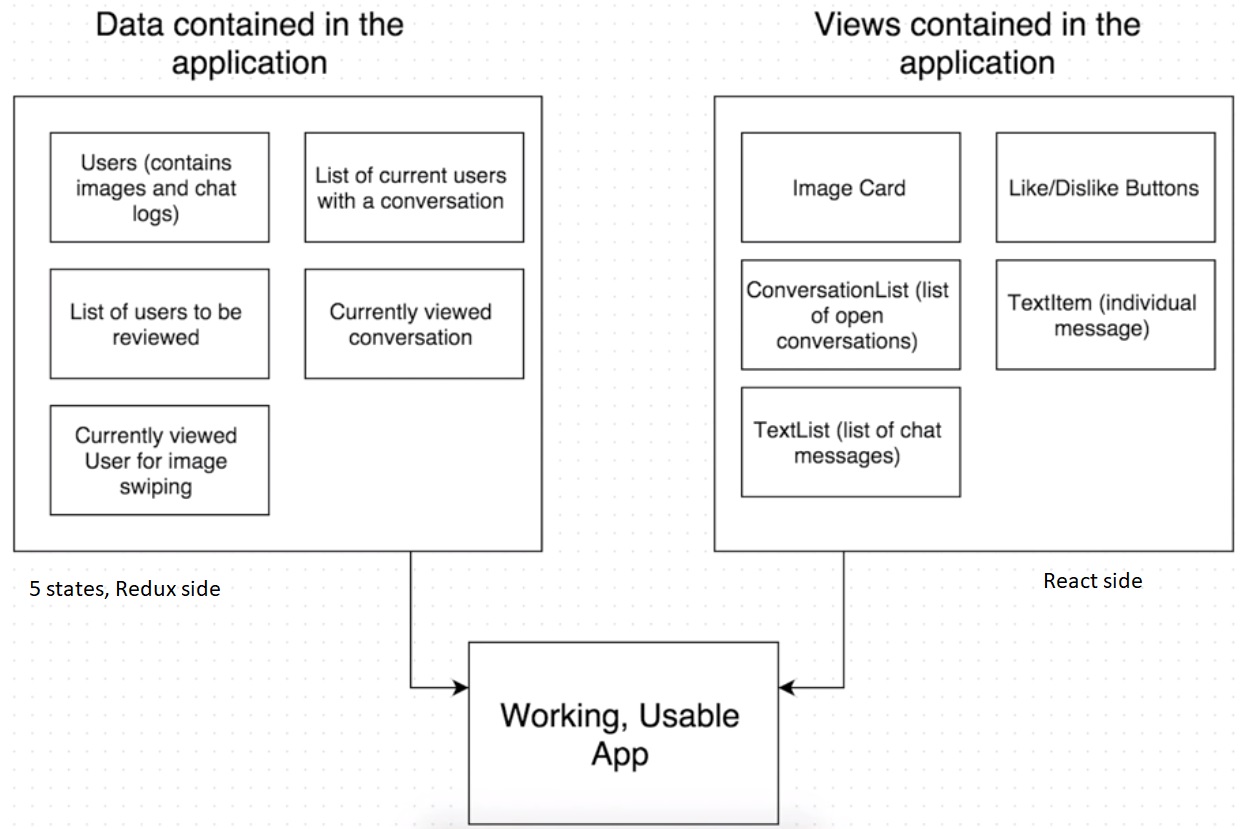 Data contained in the
application
Views contained in the
application
Users (contains
images and chat
logs)
List of current users
with a conversation
List of users to be
reviewed
Currently viewed
conversation
Currently viewed
User for image
swiping
5 states, Redux side
Image Card
Like/Dislike Buttons
ConversationList (list
of open
conversations)
TextItem (individual
message)
TextList (list of chat
messages)
React side
Working, Usable
App